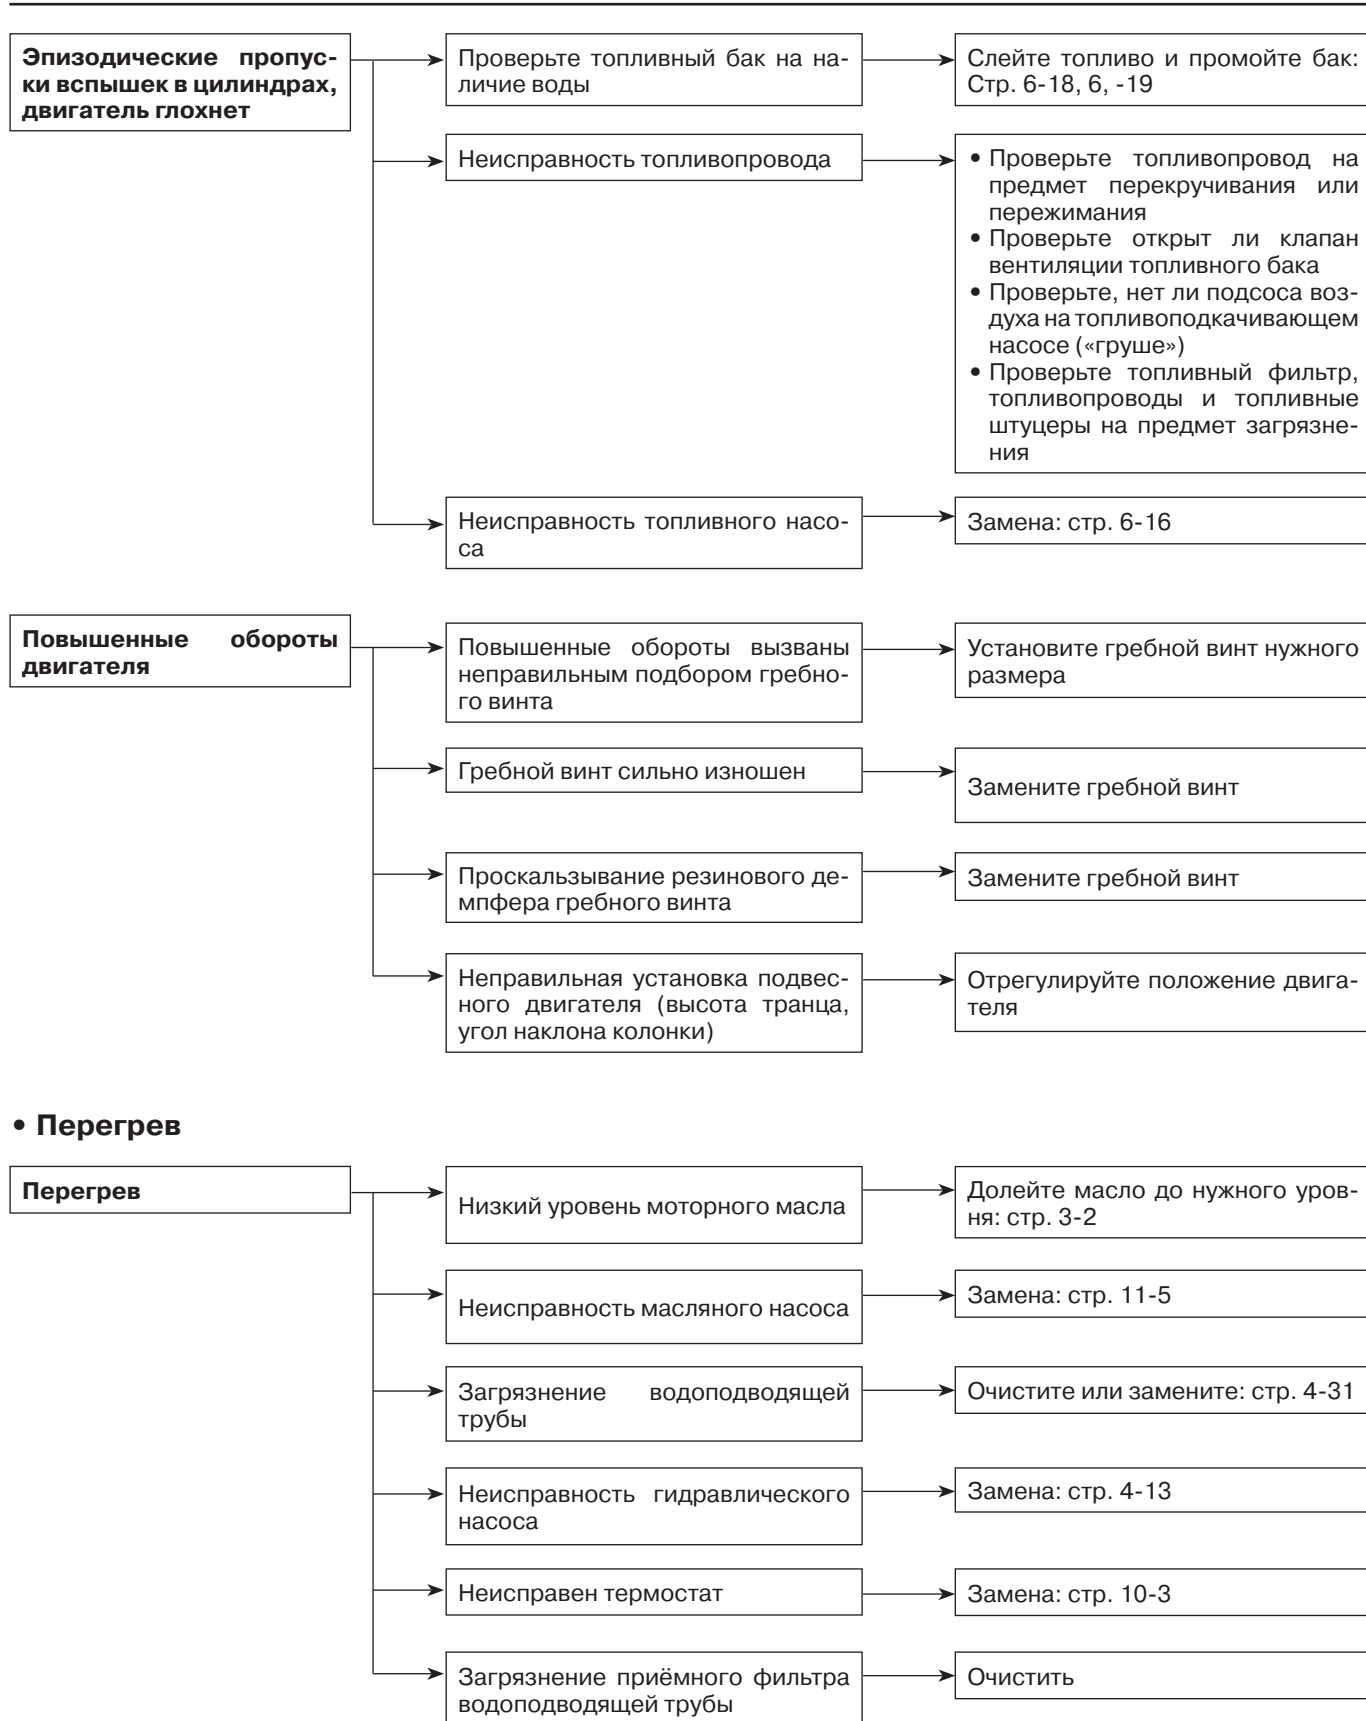 Эпизодические пропус-
ки вспышек в цилиндрах,
двигатель глохнет
Проверьте топливный бак на на-
личие воды
Слейте топливо и промойте бак:
Стр. 6-18, 6, -19
Неисправность топливопровода
• Проверьте топливопровод на
предмет перекручивания или
пережимания
• Проверьте открыт ли клапан
вентиляции топливного бака
• Проверьте, нет ли подсоса воз-
духа на топливоподкачивающем
насосе («груше»)
• Проверьте топливный фильтр,
топливопроводы и топливные
штуцеры на предмет загрязне-
ния
Неисправность топливного насо-
са
Замена: стр. 6-16
Повышенные обороты
двигателя
Повышенные обороты вызваны
неправильным подбором гребно-
го винта
Установите гребной винт нужного
размера
Гребной винт сильно изношен
Замените гребной винт
Проскальзывание резинового де-
мпфера гребного винта
Замените гребной винт
Неправильная установка подвес-
ного двигателя (высота транца,
угол наклона колонки)
Отрегулируйте положение двига-
теля
• Перегрев
Перегрев
Низкий уровень моторного масла
Долейте масло до нужного уров-
ня: стр. 3-2
Неисправность масляного насоса
Замена: стр. 11-5
Загрязнение водоподводящей
трубы
Очистите или замените: стр. 4-31
Неисправность гидравлического
насоса
Замена: стр. 4-13
Неисправен термостат
Замена: стр. 10-3
Загрязнение приёмного фильтра
водоподводящей трубы
Очистить